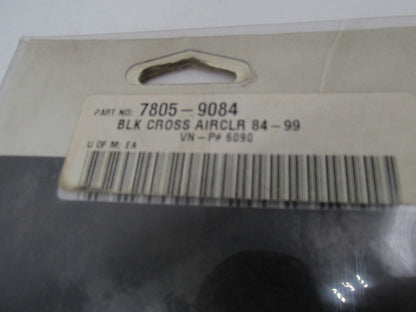 PART NO: 7805-9084
BLK CROSS AIRCLR 84-99
VN-P# 6090
U OF M: EA